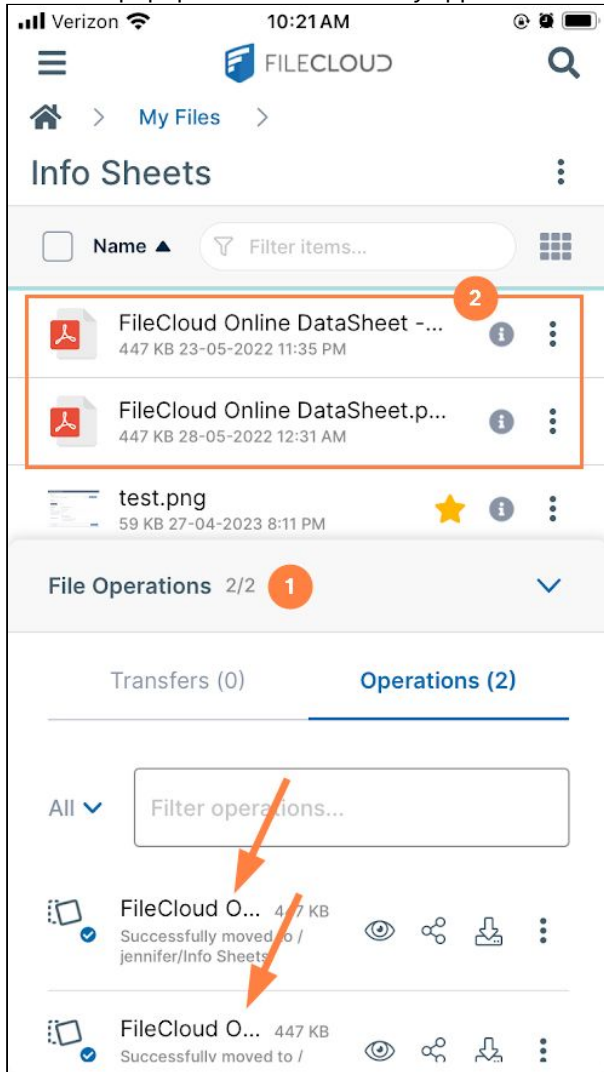 Verizon 10:21 AM
FILECLOUD
> My Files >
Info Sheets
Name ▲ Filter items...
2
FileCloud Online DataSheet -...
447 KB 23-05-2022 11:35 PM
FileCloud Online DataSheet.p...
447 KB 28-05-2022 12:31 AM
test.png
59 KB 27-04-2023 8:11 PM
File Operations 2/2 1
Transfers (0) Operations (2)
All Filter operations...
FileCloud O... 447 KB
Successfully moved to /
jennifer/Info Sheets
FileCloud O... 447 KB
Successfully moved to /